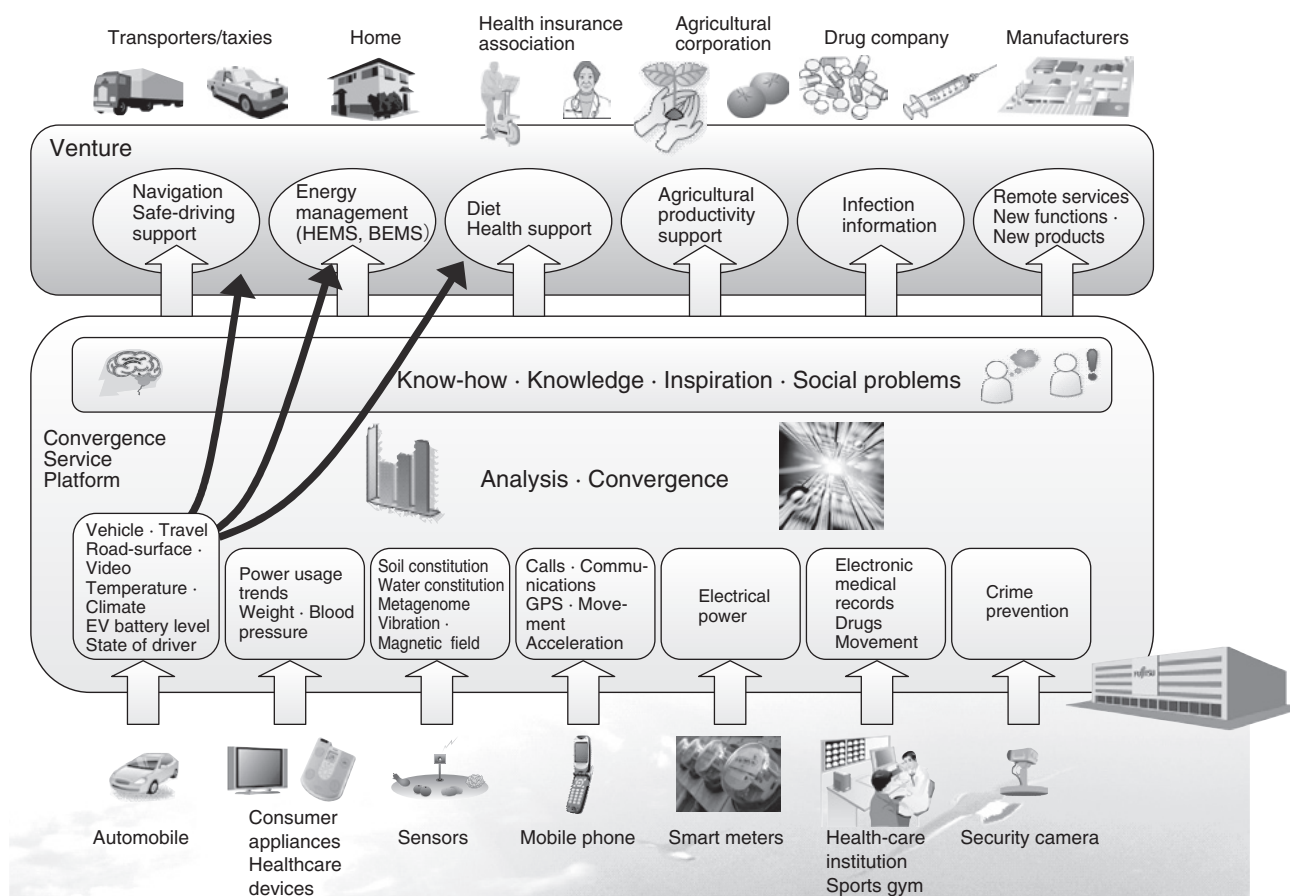 Transporters/taxies
Home
Health insurance
association
Agricultural
corporation
Drug company
Manufacturers
Venture
Navigation
Safe-driving
support
Energy
management
(HEMS, BEMS)
Diet
Health support
Agricultural
productivity
support
Infection
information
Remote services
New functions ·
New products
Know-how · Knowledge · Inspiration · Social problems
Convergence
Service
Platform
Analysis · Convergence
Vehicle · Travel
Road-surface ·
Video
Temperature ·
Climate
EV battery level
State of driver
Power usage
trends
Weight · Blood
pressure
Soil constitution
Water constitution
Metagenome
Vibration ·
Magnetic field
Calls · Commu-
nications
GPS · Move-
ment
Acceleration
Electrical
power
Electronic
medical
records
Drugs
Movement
Crime
prevention
FUJITSU
Automobile
Consumer
appliances
Healthcare
devices
Sensors
Mobile phone
Smart meters
Health-care
institution
Sports gym
Security camera